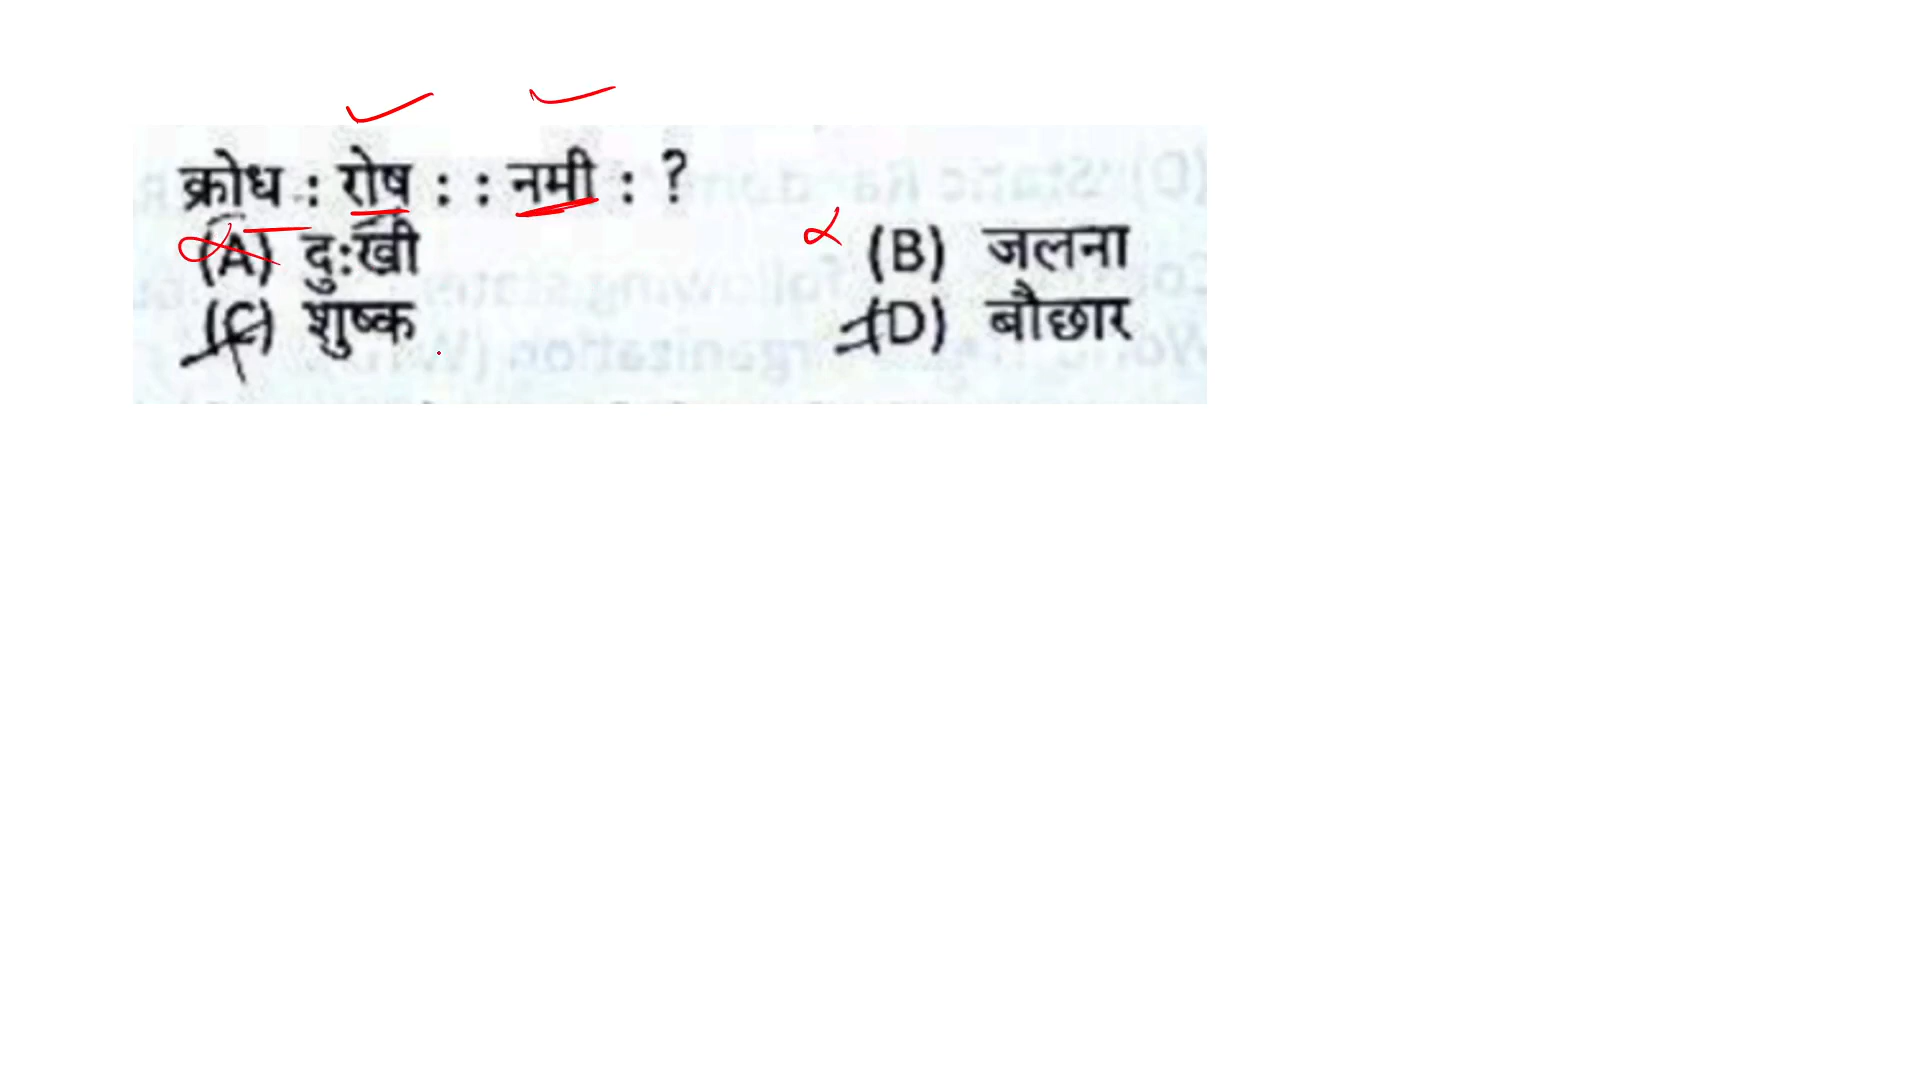 क्रोध : रोष : : नमी : ?
(A) दुःखी (B) जलना
(C) शुष्क (D) बौछार